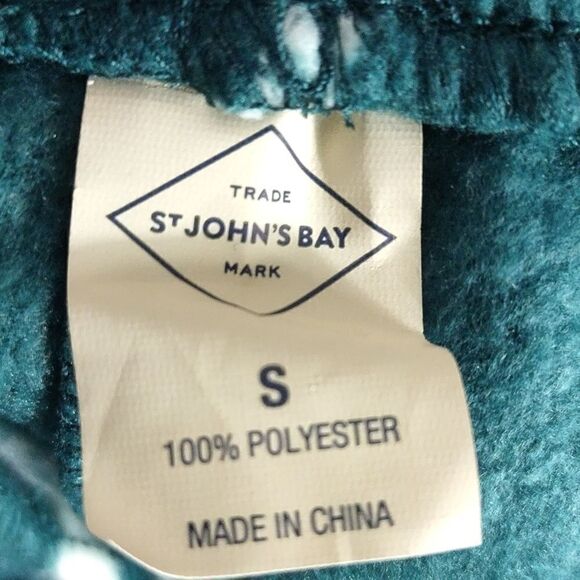 TRADE
ST JOHN'S BAY
MARK
S
100% POLYESTER
MADE IN CHINA